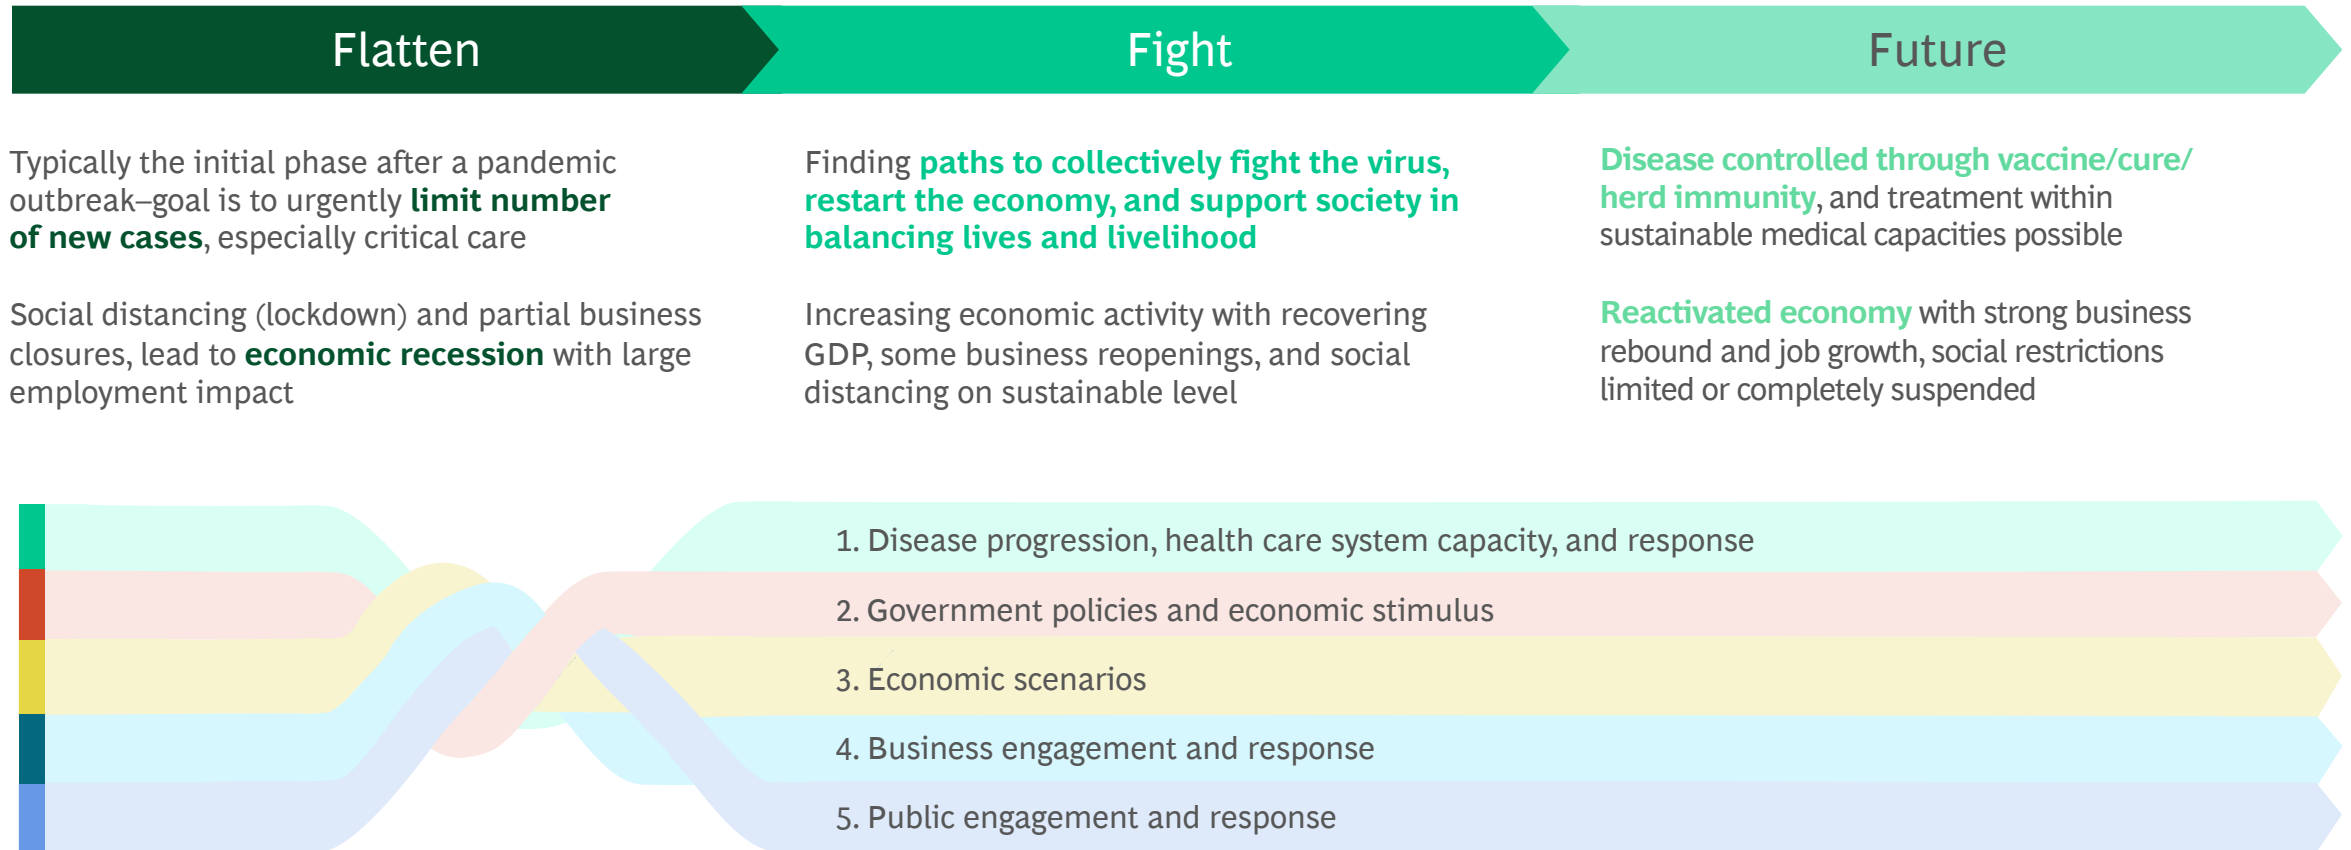 Flatten
Fight
Future
Typically the initial phase after a pandemic
outbreak–goal is to urgently limit number
of new cases, especially critical care
Social distancing (lockdown) and partial business
closures, lead to economic recession with large
employment impact
Finding paths to collectively fight the virus,
restart the economy, and support society in
balancing lives and livelihood
Increasing economic activity with recovering
GDP, some business reopenings, and social
distancing on sustainable level
Disease controlled through vaccine/cure/
herd immunity, and treatment within
sustainable medical capacities possible
Reactivated economy with strong business
rebound and job growth, social restrictions
limited or completely suspended
1. Disease progression, health care system capacity, and response
2. Government policies and economic stimulus
3. Economic scenarios
4. Business engagement and response
5. Public engagement and response